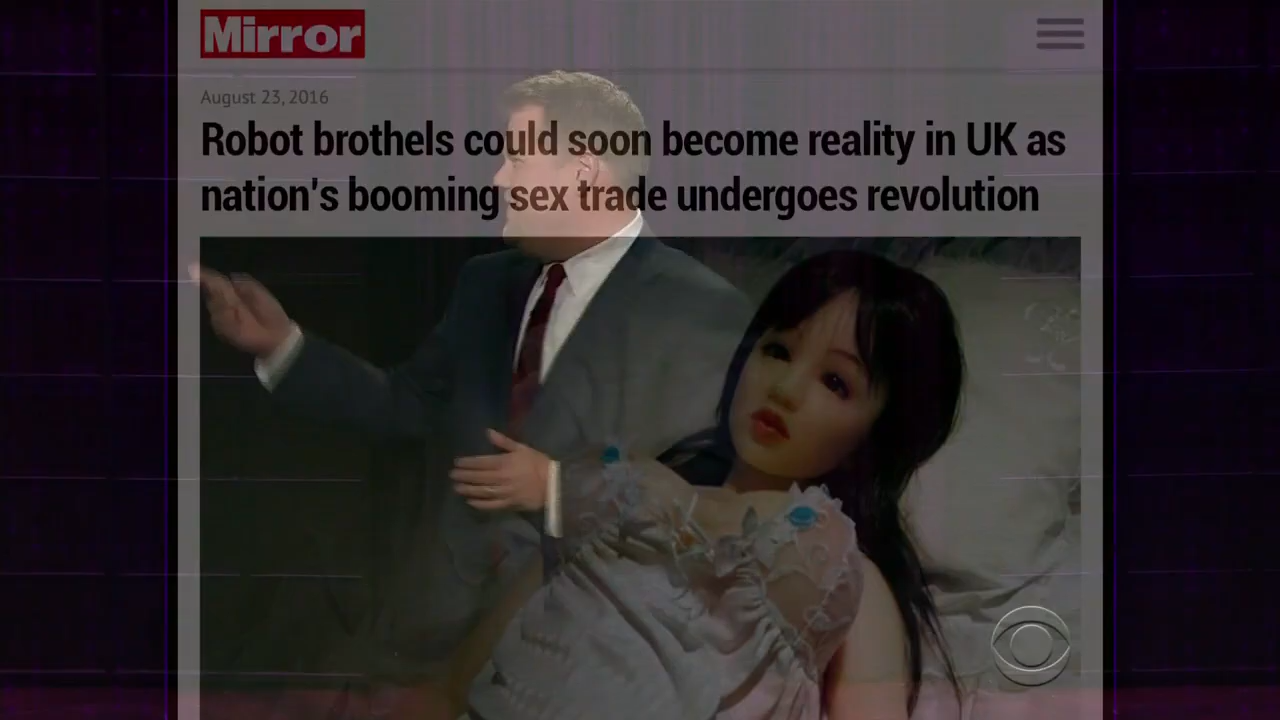 Mirror
August 23, 2016
Robot brothels could soon become reality in UK as
nation's booming sex trade undergoes revolution